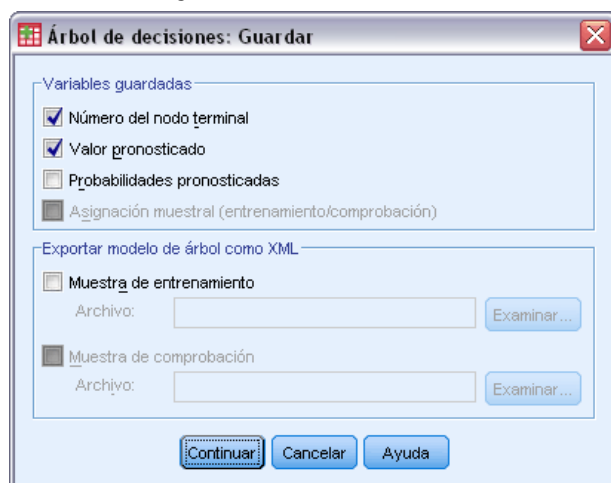 Árbol de decisiones: Guardar
Variables guardadas
Número del nodo terminal
Valor pronosticado
Probabilidades pronosticadas
Asignación muestral (entrenamiento/comprobación)
Exportar modelo de árbol como XML
Muestra de entrenamiento
Archivo:
Examinar...
Muestra de comprobación
Archivo:
Examinar...
Continuar Cancelar Ayuda